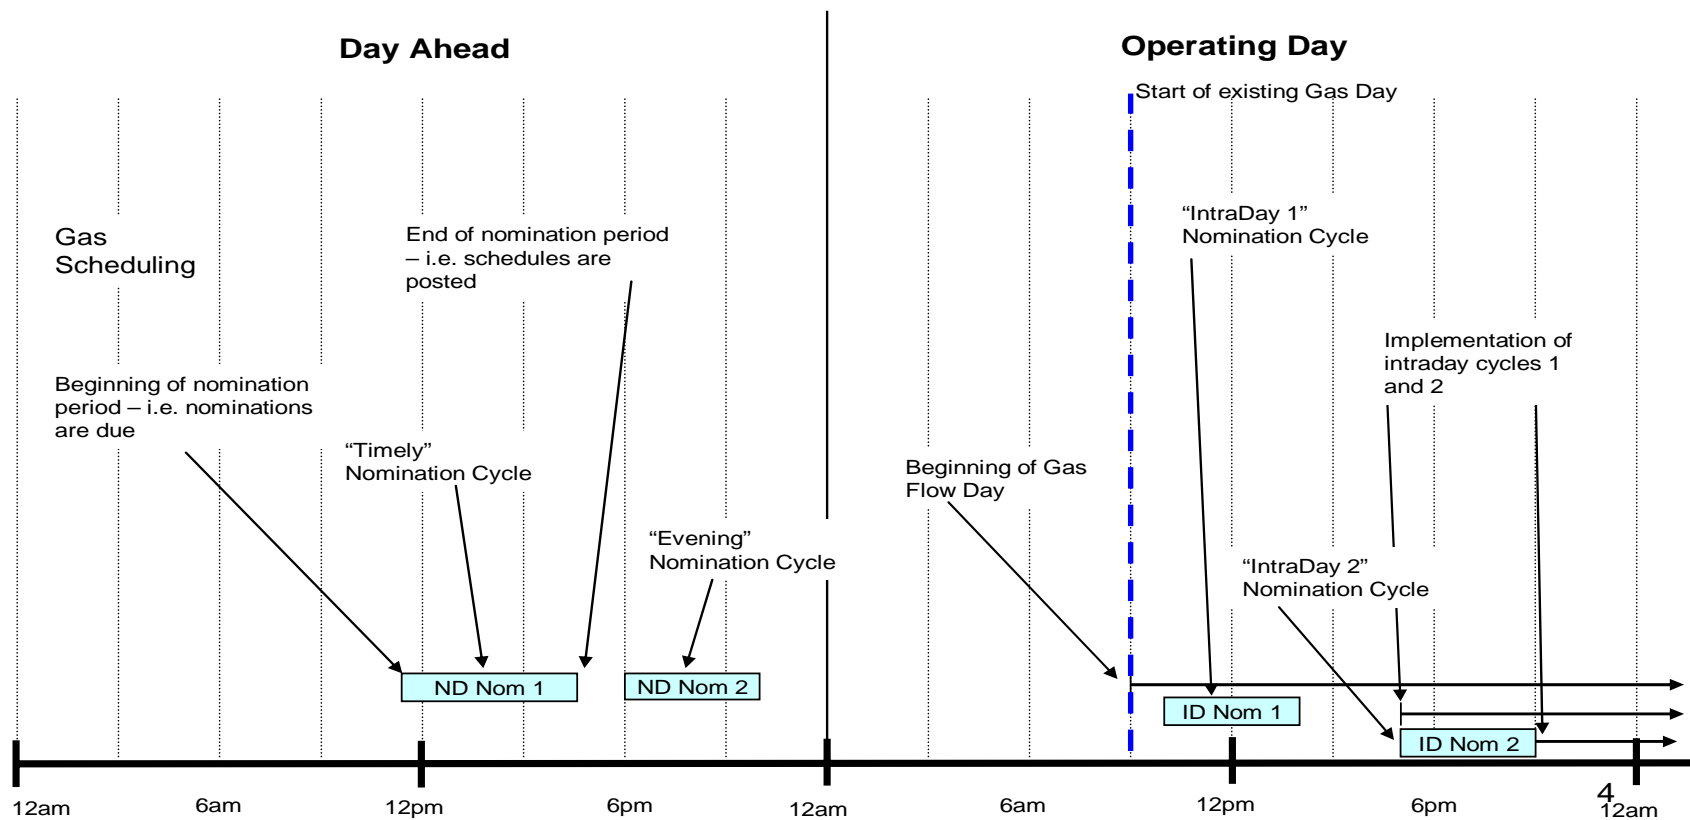 Day Ahead
Operating Day
Start of existing Gas Day
Gas
Scheduling
End of nomination period
– i.e. schedules are
posted
“IntraDay 1”
Nomination Cycle
Implementation of
intraday cycles 1
and 2
Beginning of nomination
period – i.e. nominations
are due
“Timely”
Nomination Cycle
Beginning of Gas
Flow Day
“Evening”
Nomination Cycle
“IntraDay 2”
Nomination Cycle
ND Nom 1
ND Nom 2
ID Nom 1
ID Nom 2
12am
6am
12pm
6pm
12am
6am
12pm
6pm
4
12am